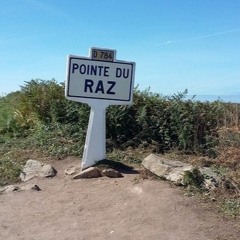 D. 784
POINTE DU
RAZ